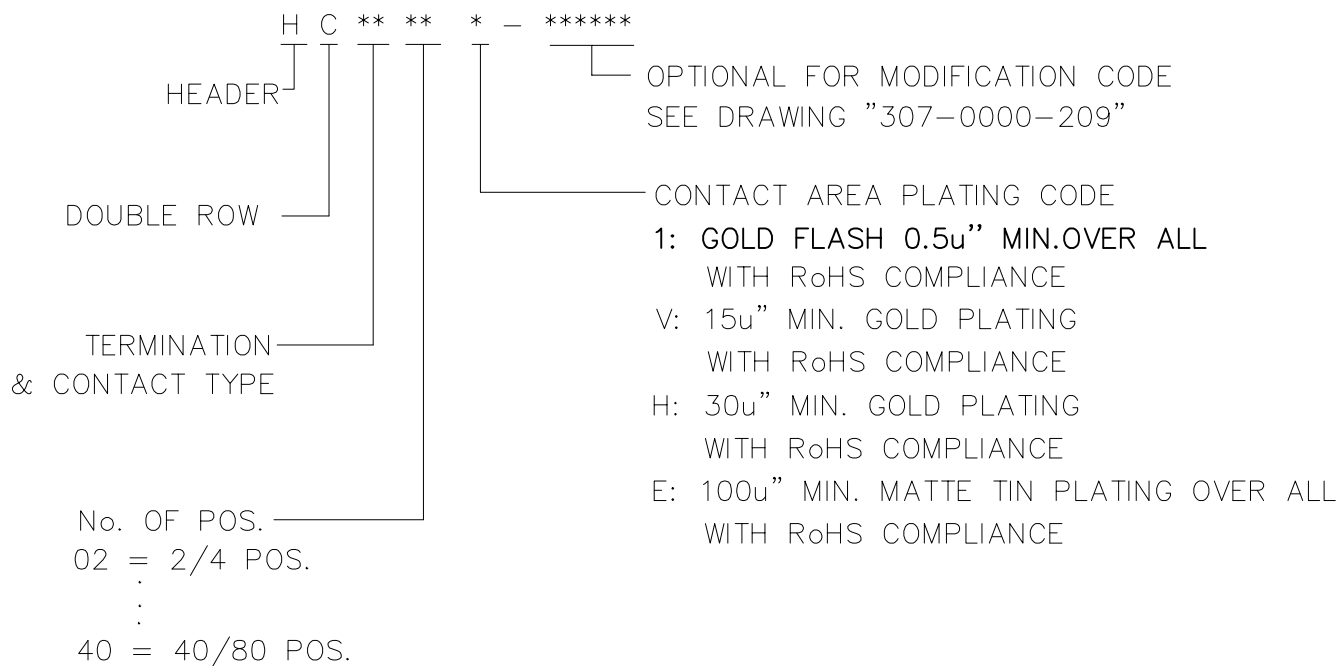 H C ** ** * - ******
HEADER
OPTIONAL FOR MODIFICATION CODE
SEE DRAWING "307-0000-209"
DOUBLE ROW
CONTACT AREA PLATING CODE
1: GOLD FLASH 0.5u'' MIN.OVER ALL
WITH RoHS COMPLIANCE
V: 15u" MIN. GOLD PLATING
WITH RoHS COMPLIANCE
H: 30u" MIN. GOLD PLATING
WITH RoHS COMPLIANCE
E: 100u" MIN. MATTE TIN PLATING OVER ALL
WITH RoHS COMPLIANCE
TERMINATION
& CONTACT TYPE
No. OF POS.
02 = 2/4 POS.
.
.
.
40 = 40/80 POS.